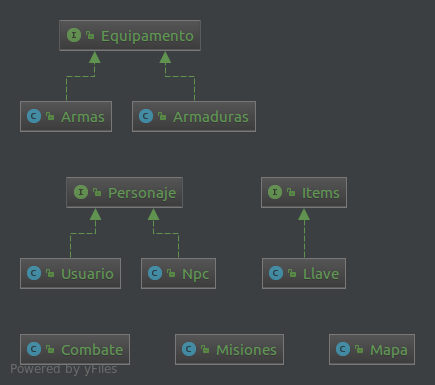 I Equipamento
C Armas C Armaduras
I Personaje I Items
C Usuario C Npc C Llave
C Combate C Misiones C Mapa
Powered by yFiles